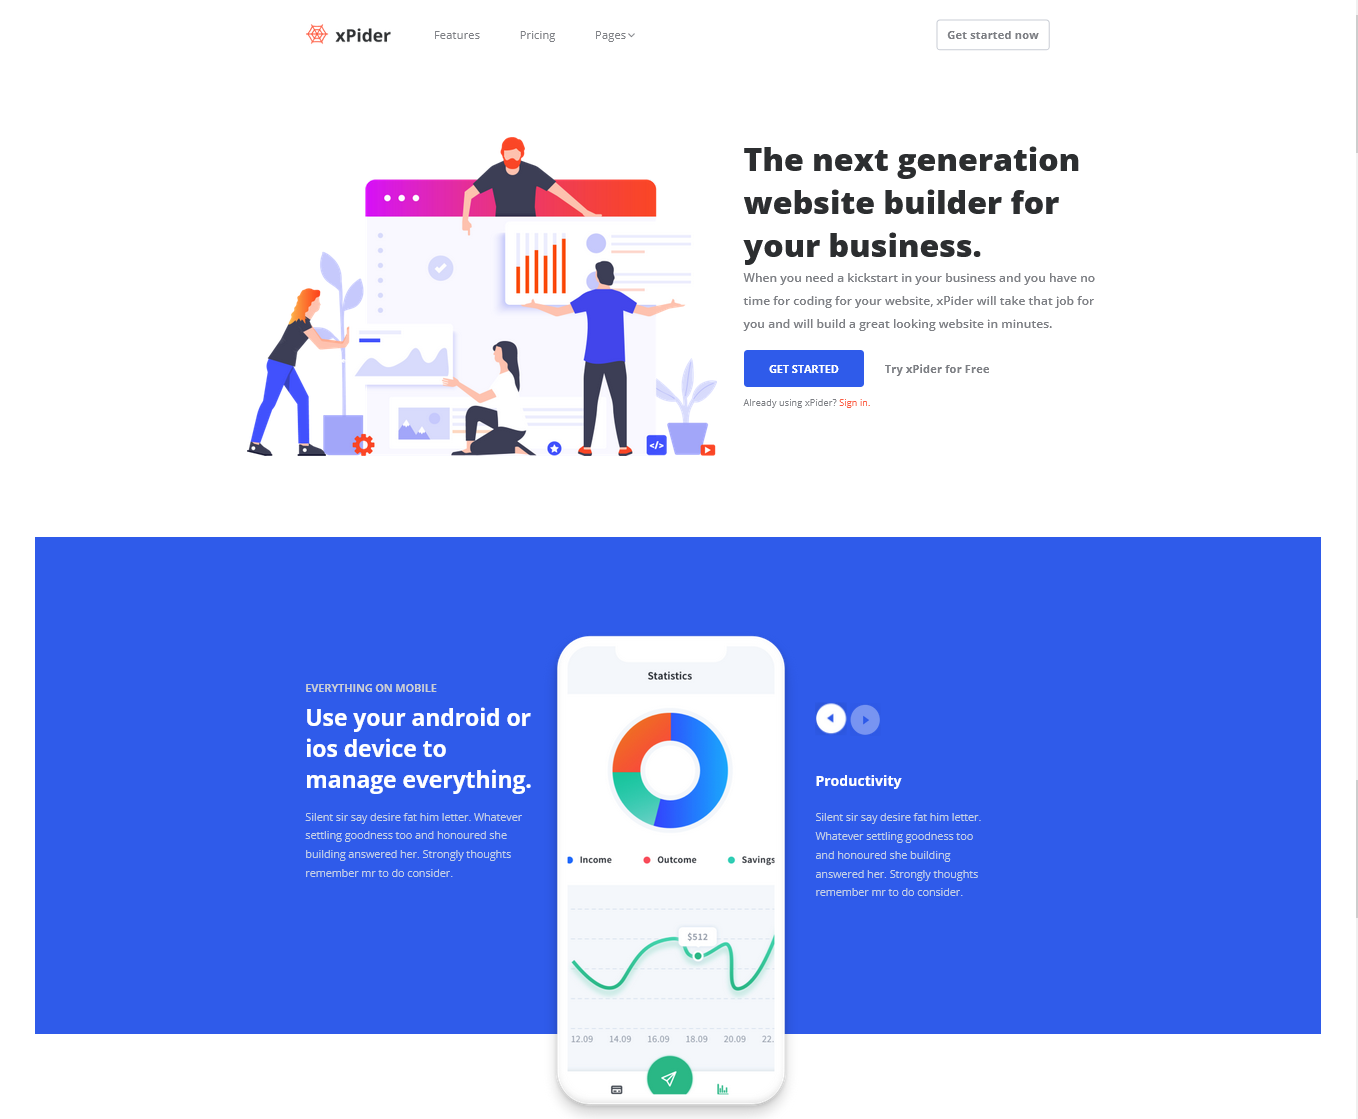 xPider
Features
Pricing
Pages
Get started now
The next generation
website builder for
your business.
When you need a kickstart in your business and you have no
time for coding for your website, xPider will take that job for
you and will build a great looking website in minutes.
GET STARTED
Try xPider for Free
Already using xPider? Sign in.
</>
EVERYTHING ON MOBILE
Use your android or
ios device to
manage everything.
Silent sir say desire fat him letter. Whatever
settling goodness too and honoured she
building answered her. Strongly thoughts
remember mr to do consider.
Statistics
Income
Outcome
Savings
$512
12.09
14.09
16.09
18.09
20.09
22.
Productivity
Silent sir say desire fat him letter.
Whatever settling goodness too
and honoured she building
answered her. Strongly thoughts
remember mr to do consider.